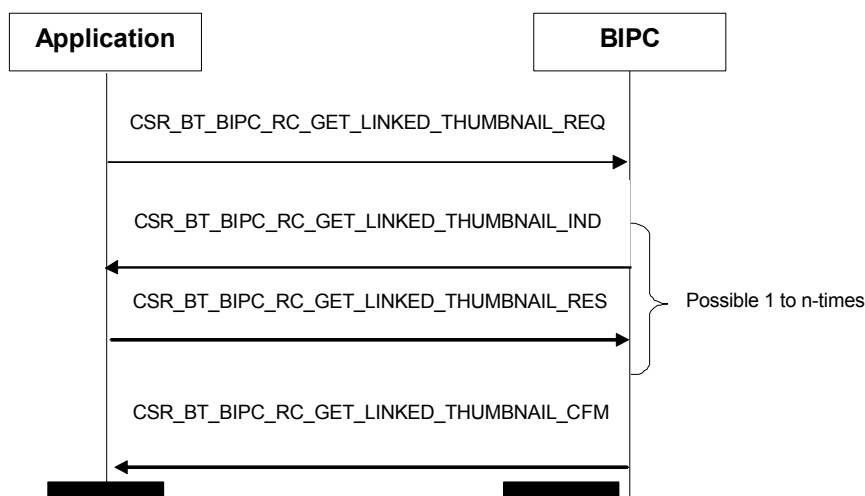 Application
BIPC
CSR_BT_BIPC_RC_GET_LINKED_THUMBNAIL_REQ
CSR_BT_BIPC_RC_GET_LINKED_THUMBNAIL_IND
CSR_BT_BIPC_RC_GET_LINKED_THUMBNAIL_RES
Possible 1 to n-times
CSR_BT_BIPC_RC_GET_LINKED_THUMBNAIL_CFM